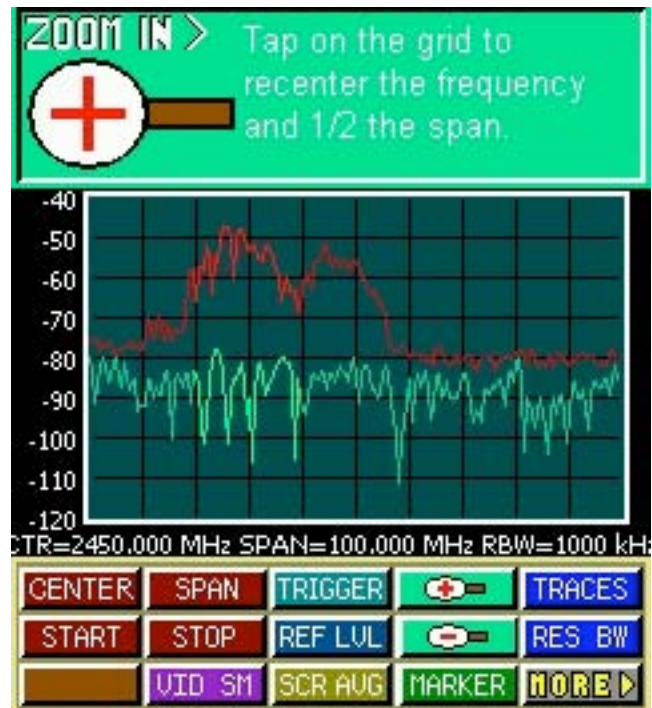 ZOOM IN >
Tap on the grid to
recenter the frequency
and 1/2 the span.
-40
-50
-60
-70
-80
-90
-100
-110
-120
CTR=2450.000 MHz SPAN=100.000 MHz RBW=1000 kHz
CENTER SPAN TRIGGER TRACES
START STOP REF LVL RES BW
VID SM SCR AVG MARKER MORE